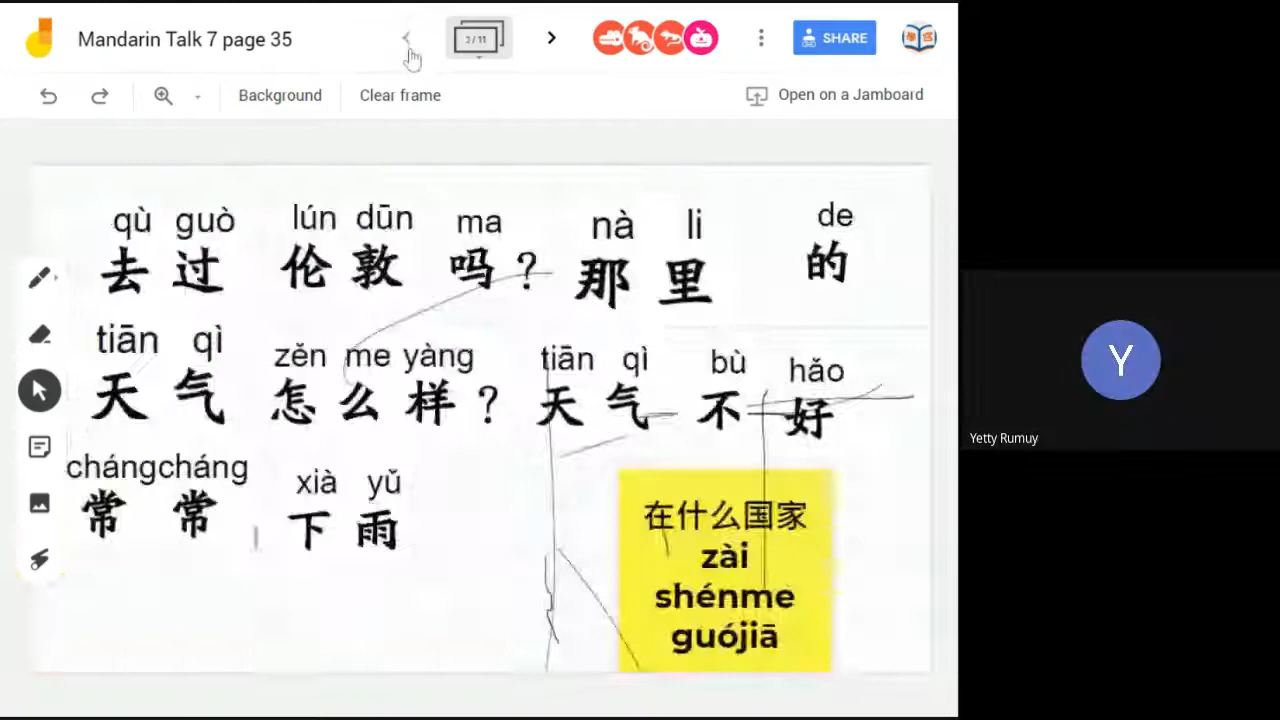 Mandarin Talk 7 page 35
SHARE
Background
Clear frame
Open on a Jamboard
qù guò lún dūn ma nà li de
去过 伦敦 吗？那里 的
tiān qì zěn me yàng tiān qì bù hǎo
天气 怎么样？天气 不 好
chángcháng xià yǔ
常常 下雨
在什么国家
zài
shénme
guójiā
Y
Yetty Rumuy